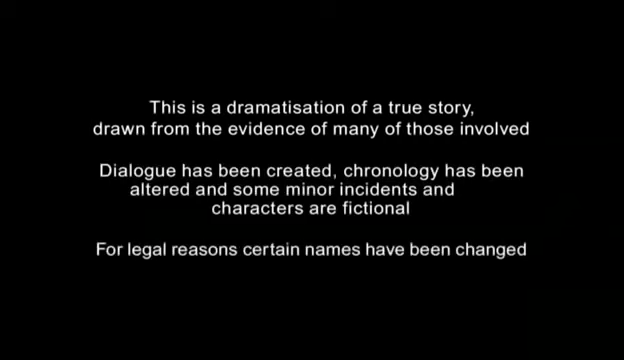 This is a dramatisation of a true story,
drawn from the evidence of many of those involved
Dialogue has been created, chronology has been
altered and some minor incidents and
characters are fictional
For legal reasons certain names have been changed